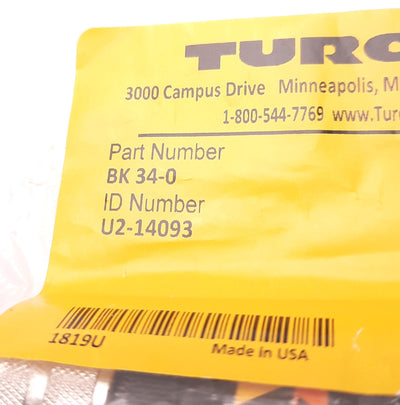 TURC
3000 Campus Drive Minneapolis, M
1-800-544-7769 www.Turc
Part Number
BK 34-0
ID Number
U2-14093
1819U
Made in USA